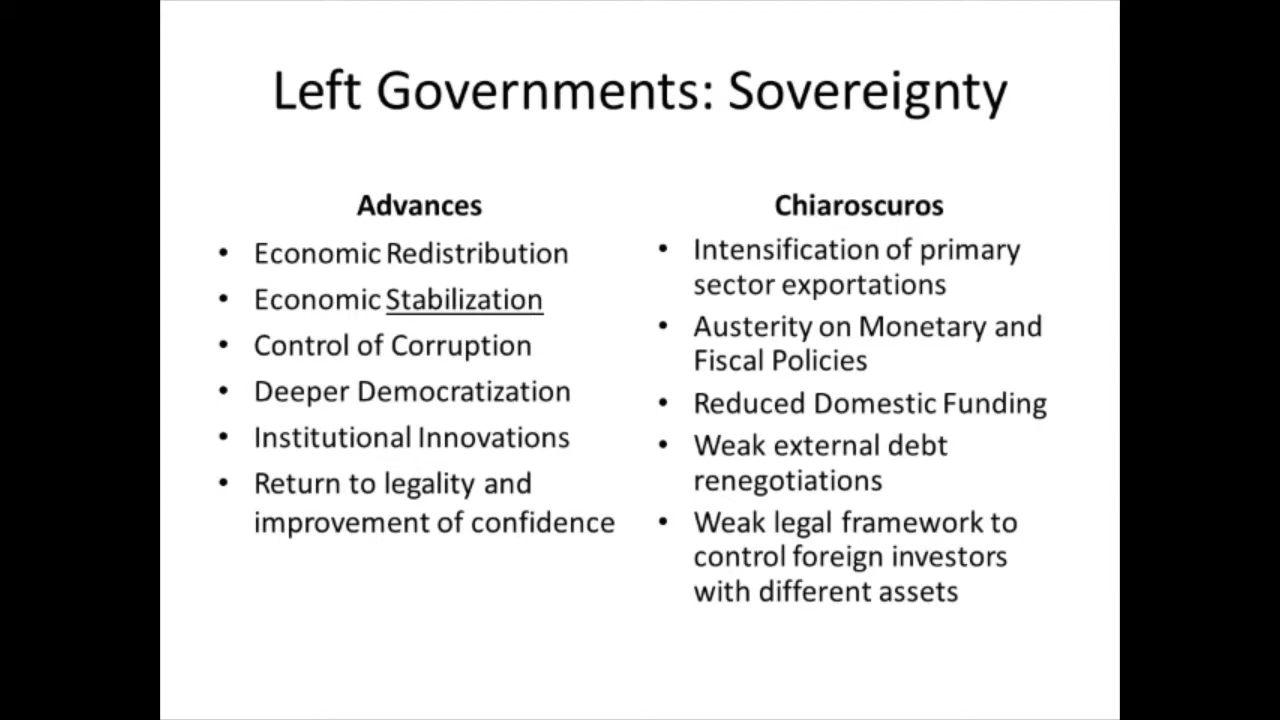 Left Governments: Sovereignty
Advances
• Economic Redistribution
• Economic Stabilization
• Control of Corruption
• Deeper Democratization
• Institutional Innovations
• Return to legality and
improvement of confidence
Chiaroscuros
• Intensification of primary
sector exportations
• Austerity on Monetary and
Fiscal Policies
• Reduced Domestic Funding
• Weak external debt
renegotiations
• Weak legal framework to
control foreign investors
with different assets